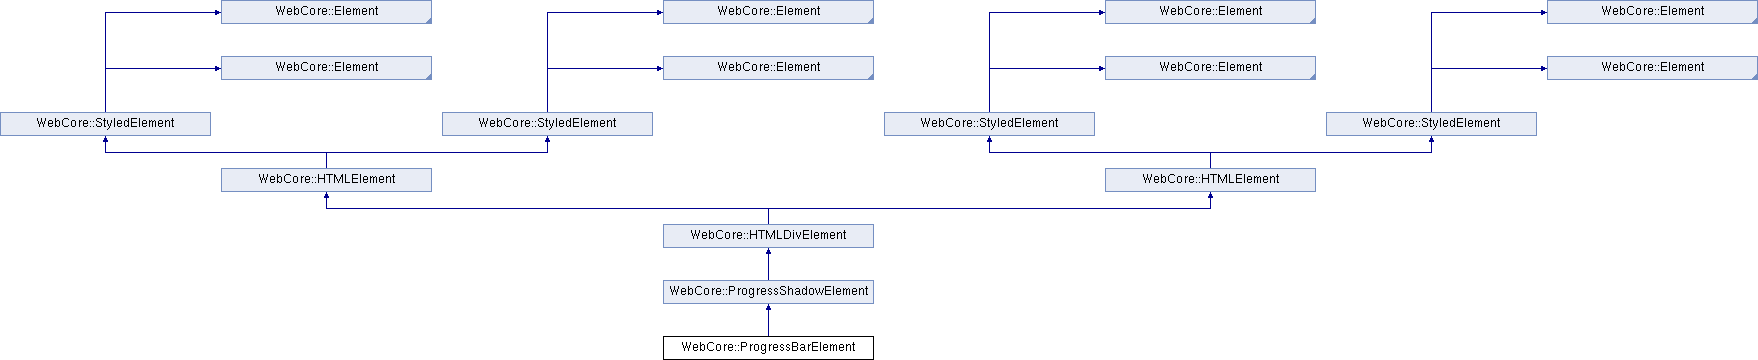 WebCore::Element
WebCore::Element
WebCore::Element
WebCore::Element
WebCore::Element
WebCore::Element
WebCore::Element
WebCore::Element
WebCore::StyledElement
WebCore::StyledElement
WebCore::StyledElement
WebCore::StyledElement
WebCore::HTMLElement
WebCore::HTMLElement
WebCore::HTMLDivElement
WebCore::ProgressShadowElement
WebCore::ProgressBarElement